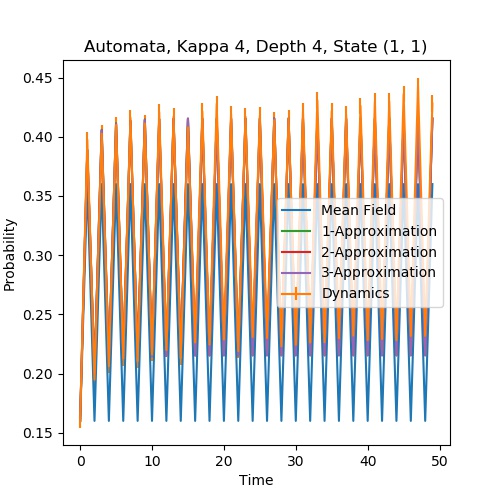 Automata, Kappa 4, Depth 4, State (1, 1)
Probability
0.45
0.40
0.35
0.30
0.25
0.20
0.15
Mean Field
1-Approximation
2-Approximation
3-Approximation
Dynamics
0 10 20 30 40 50
Time